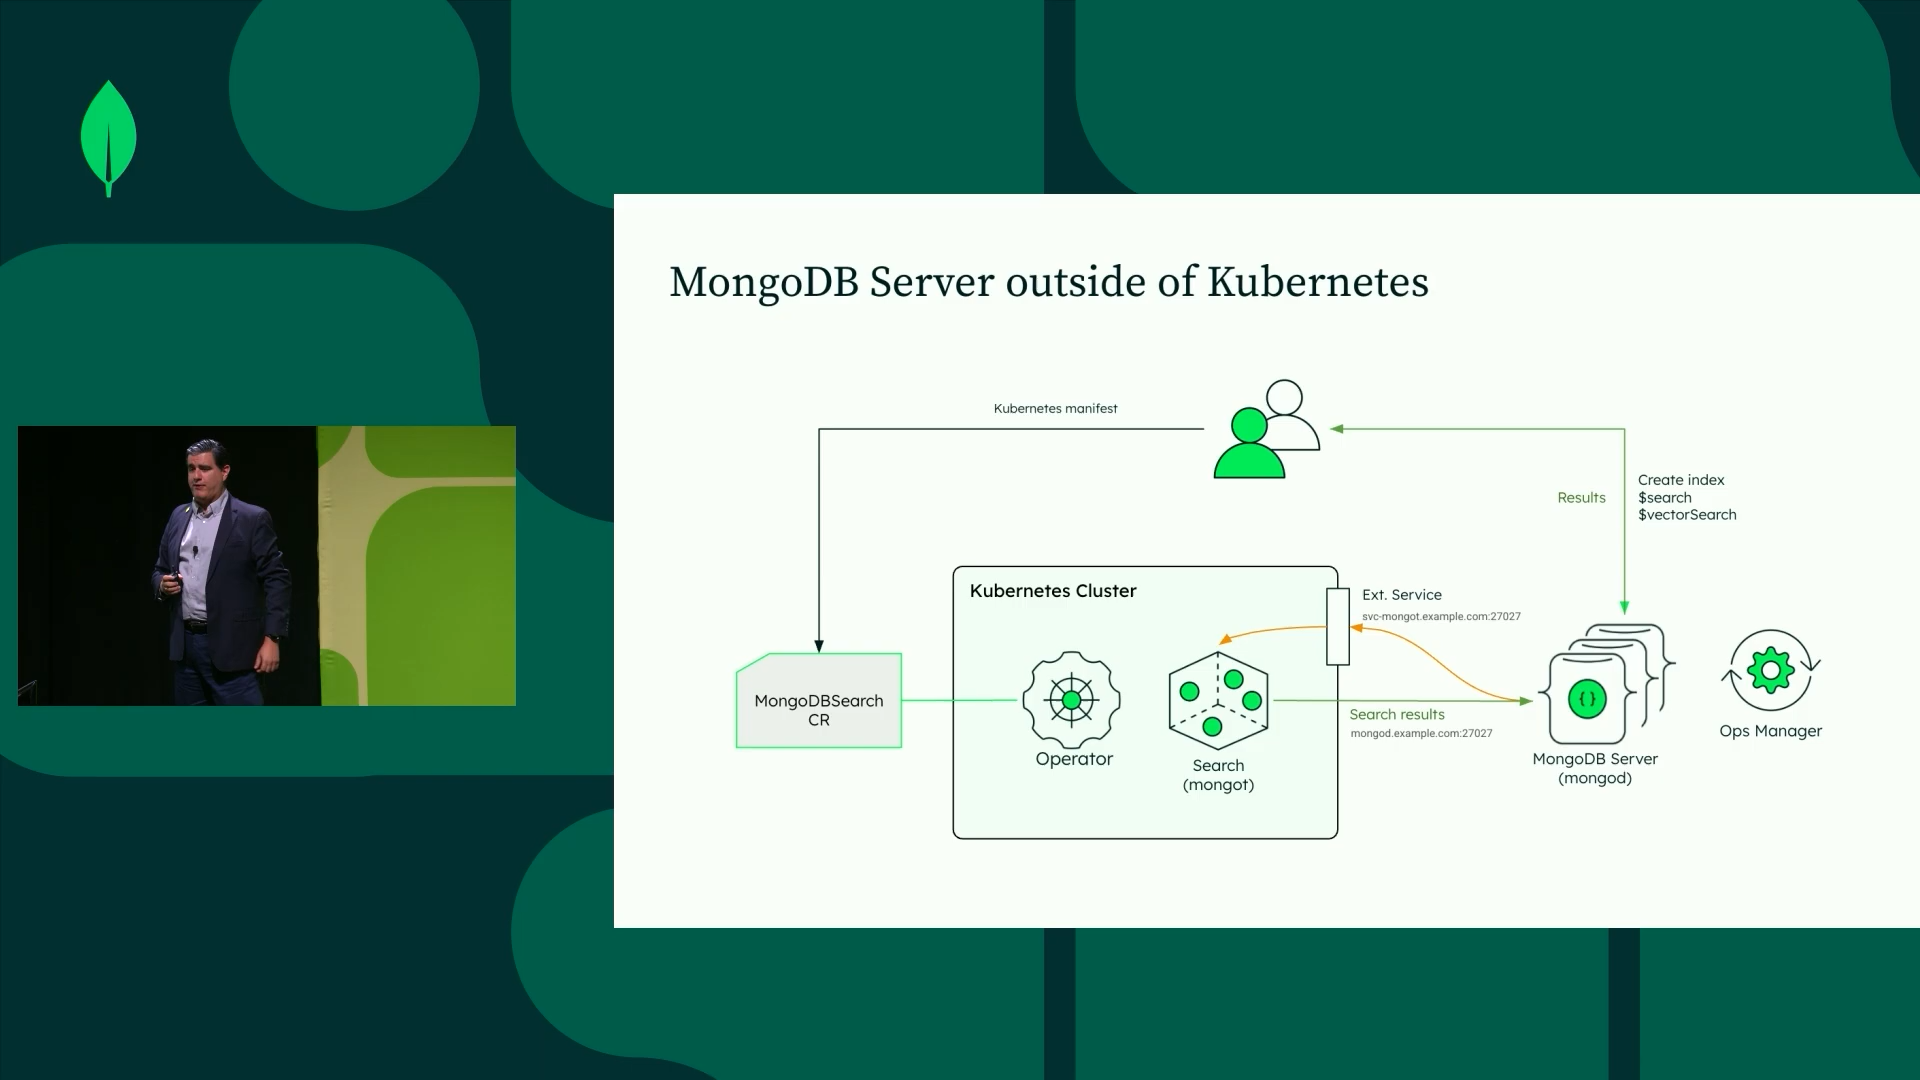 MongoDB Server outside of Kubernetes
Kubernetes manifest
Results
Create index
$search
$vectorSearch
Kubernetes Cluster
Ext. Service
svc-mongot.example.com:27027
MongoDBSearch
CR
Operator
Search
(mongot)
Search results
mongod.example.com:27027
{ }
MongoDB Server
(mongod)
Ops Manager